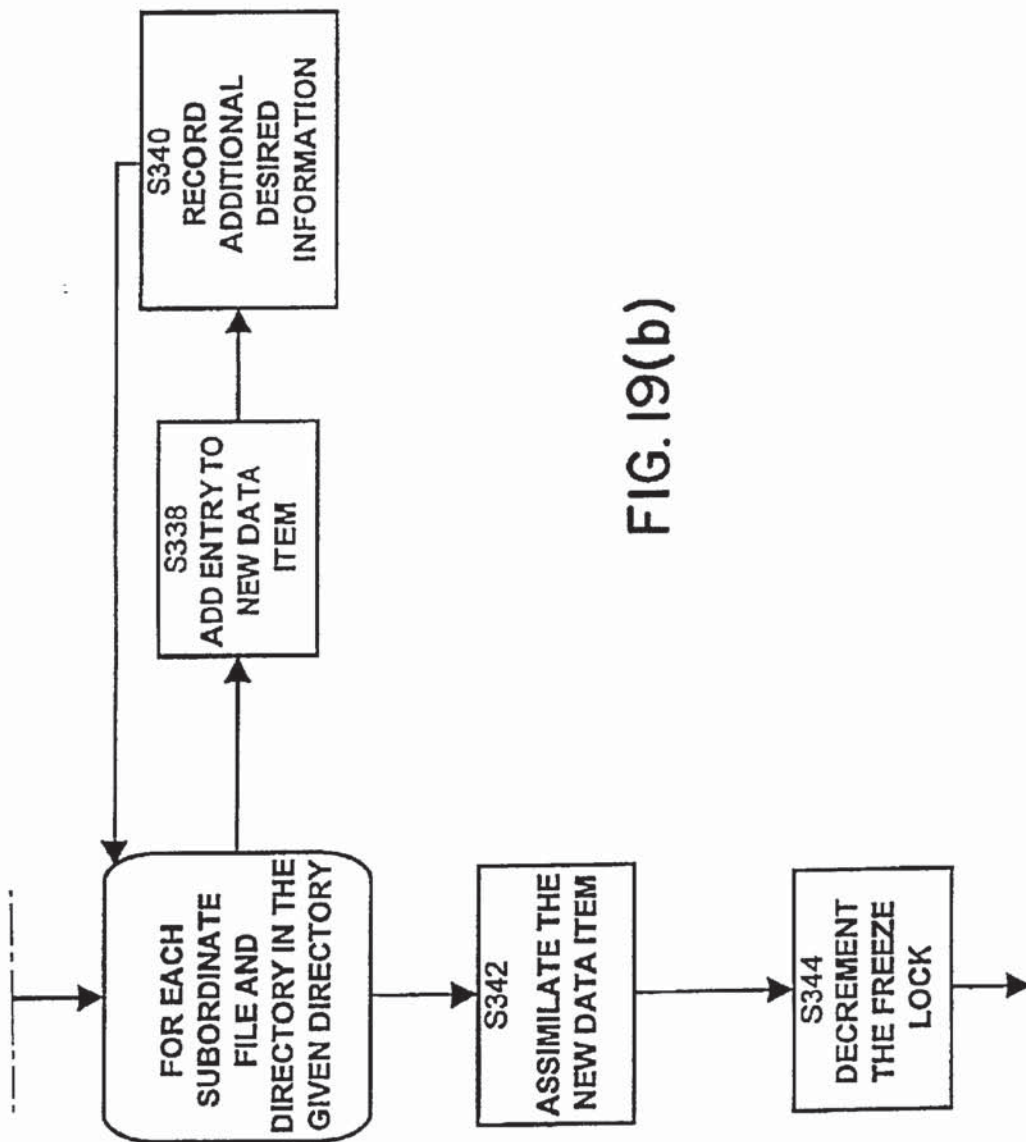 FOR EACH
SUBORDINATE
FILE AND
DIRECTORY IN THE
GIVEN DIRECTORY
S338
ADD ENTRY TO
NEW DATA
ITEM
S340
RECORD
ADDITIONAL
DESIRED
INFORMATION
S342
ASSIMILATE THE
NEW DATA ITEM
S344
DECREMENT
THE FREEZE
LOCK
FIG. 19(b)